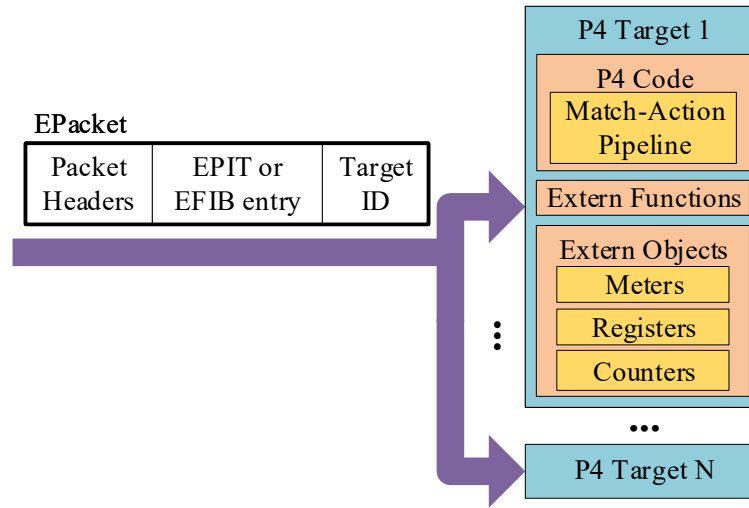 EPacket
Packet
Headers
EPIT or
EFIB entry
Target
ID
P4 Target 1
P4 Code
Match-Action
Pipeline
Extern Functions
Extern Objects
Meters
Registers
Counters
...
...
P4 Target N